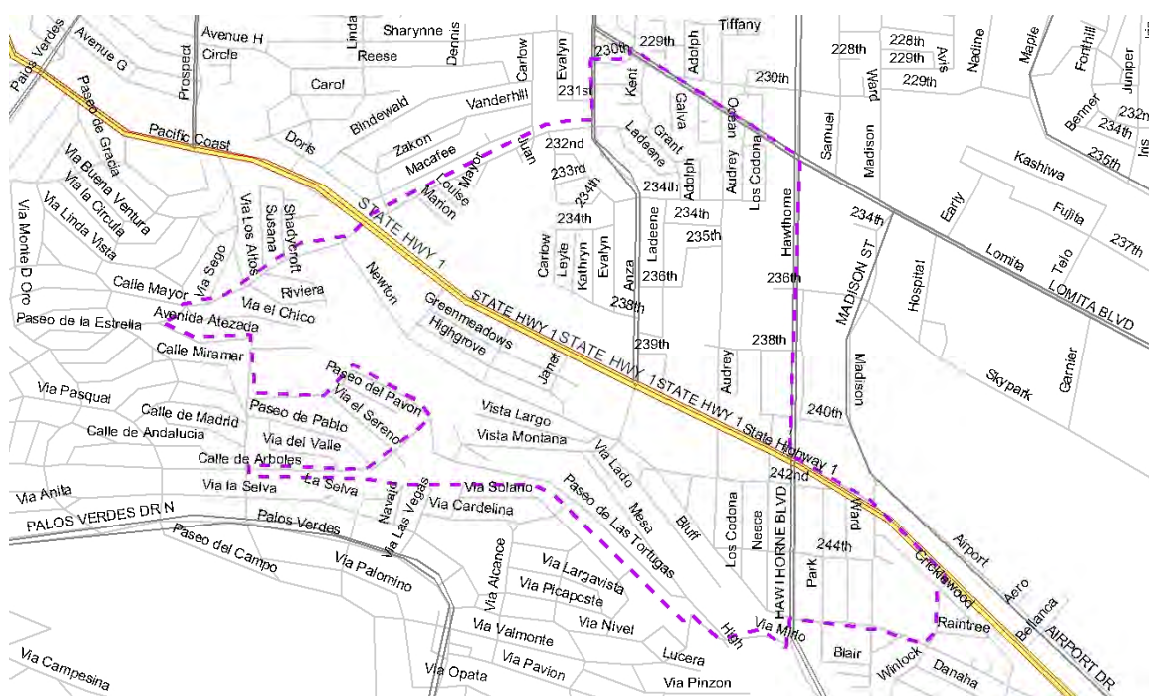 Palos Verdes
Avenue G
Prospect
Avenue H
Circle
Linda
Sharynne
Reese
Dennis
Carol
Carlow
Evalyn
230th
229th
Adolph
Tiffany
228th
228th
229th
Avis
229th
Nadine
Maple
Fonthill
Juniper
230th
Ward
231st
Kent
Vanderhill
Bindewald
Doris
Pacific Coast
Paseo de Gracia
Zakon
Macafee
Juan
232nd
Galva
Grant
Ladeene
Ocean
Samuel
Madison
Benner
234th
Iris
235th
Kashiwa
Via Buena Ventura
Via la Circula
Via Linda Vista
Via Monte D Oro
Louise
Mayor
Marion
233rd
234th
234th
Adolph
Audrey
Los Codona
Early
Fujita
237th
Via Sego
Via Los Altos
Susana
Shadycroft
STATE HWY 1
234th
234th
235th
Hawthorne
234th
Lomita
Telo
Carlow
Leyte
Kathryn
Evalyn
Anza
Ladeene
236th
236th
MADISON ST
Hospital
LOMITA BLVD
Calle Mayor
Riviera
Via el Chico
Newton
STATE HWY 1
STATE HWY 1
STATE HWY 1
238th
Avenida Atezada
Paseo de la Estrella
Calle Miramar
Greenmeadows
Highgrove
Janet
239th
238th
Audrey
Madison
Skypark
Garnier
Paseo del Pavon
Via el Sereno
Via Pasqual
Calle de Madrid
Calle de Andalucia
Paseo de Pablo
Via del Valle
Vista Largo
Vista Montana
Via Lado
STATE HWY 1
State Highway 1
240th
Calle de Arboles
La Selva
Via la Selva
Via Anita
Navajo
Via Las Vegas
Via Solano
Via Cardelina
Paseo de Las Tortugas
Mesa
Bluff
242nd
Los Codona
Neece
HAWTHORNE BLVD
Ward
PALOS VERDES DR N
Palos Verdes
Paseo del Campo
Via Palomino
Via Alcance
Via Largavista
Via Picaposte
Via Nivel
Park
244th
Cricklewood
Airport
Aero
Bellanca
AIRPORT DR
Via Valmonte
Via Pavion
Via Opata
Via Campesina
Lucera
Via Pinzon
High
Via Mirto
Blair
Winlock
Danaha
Raintree